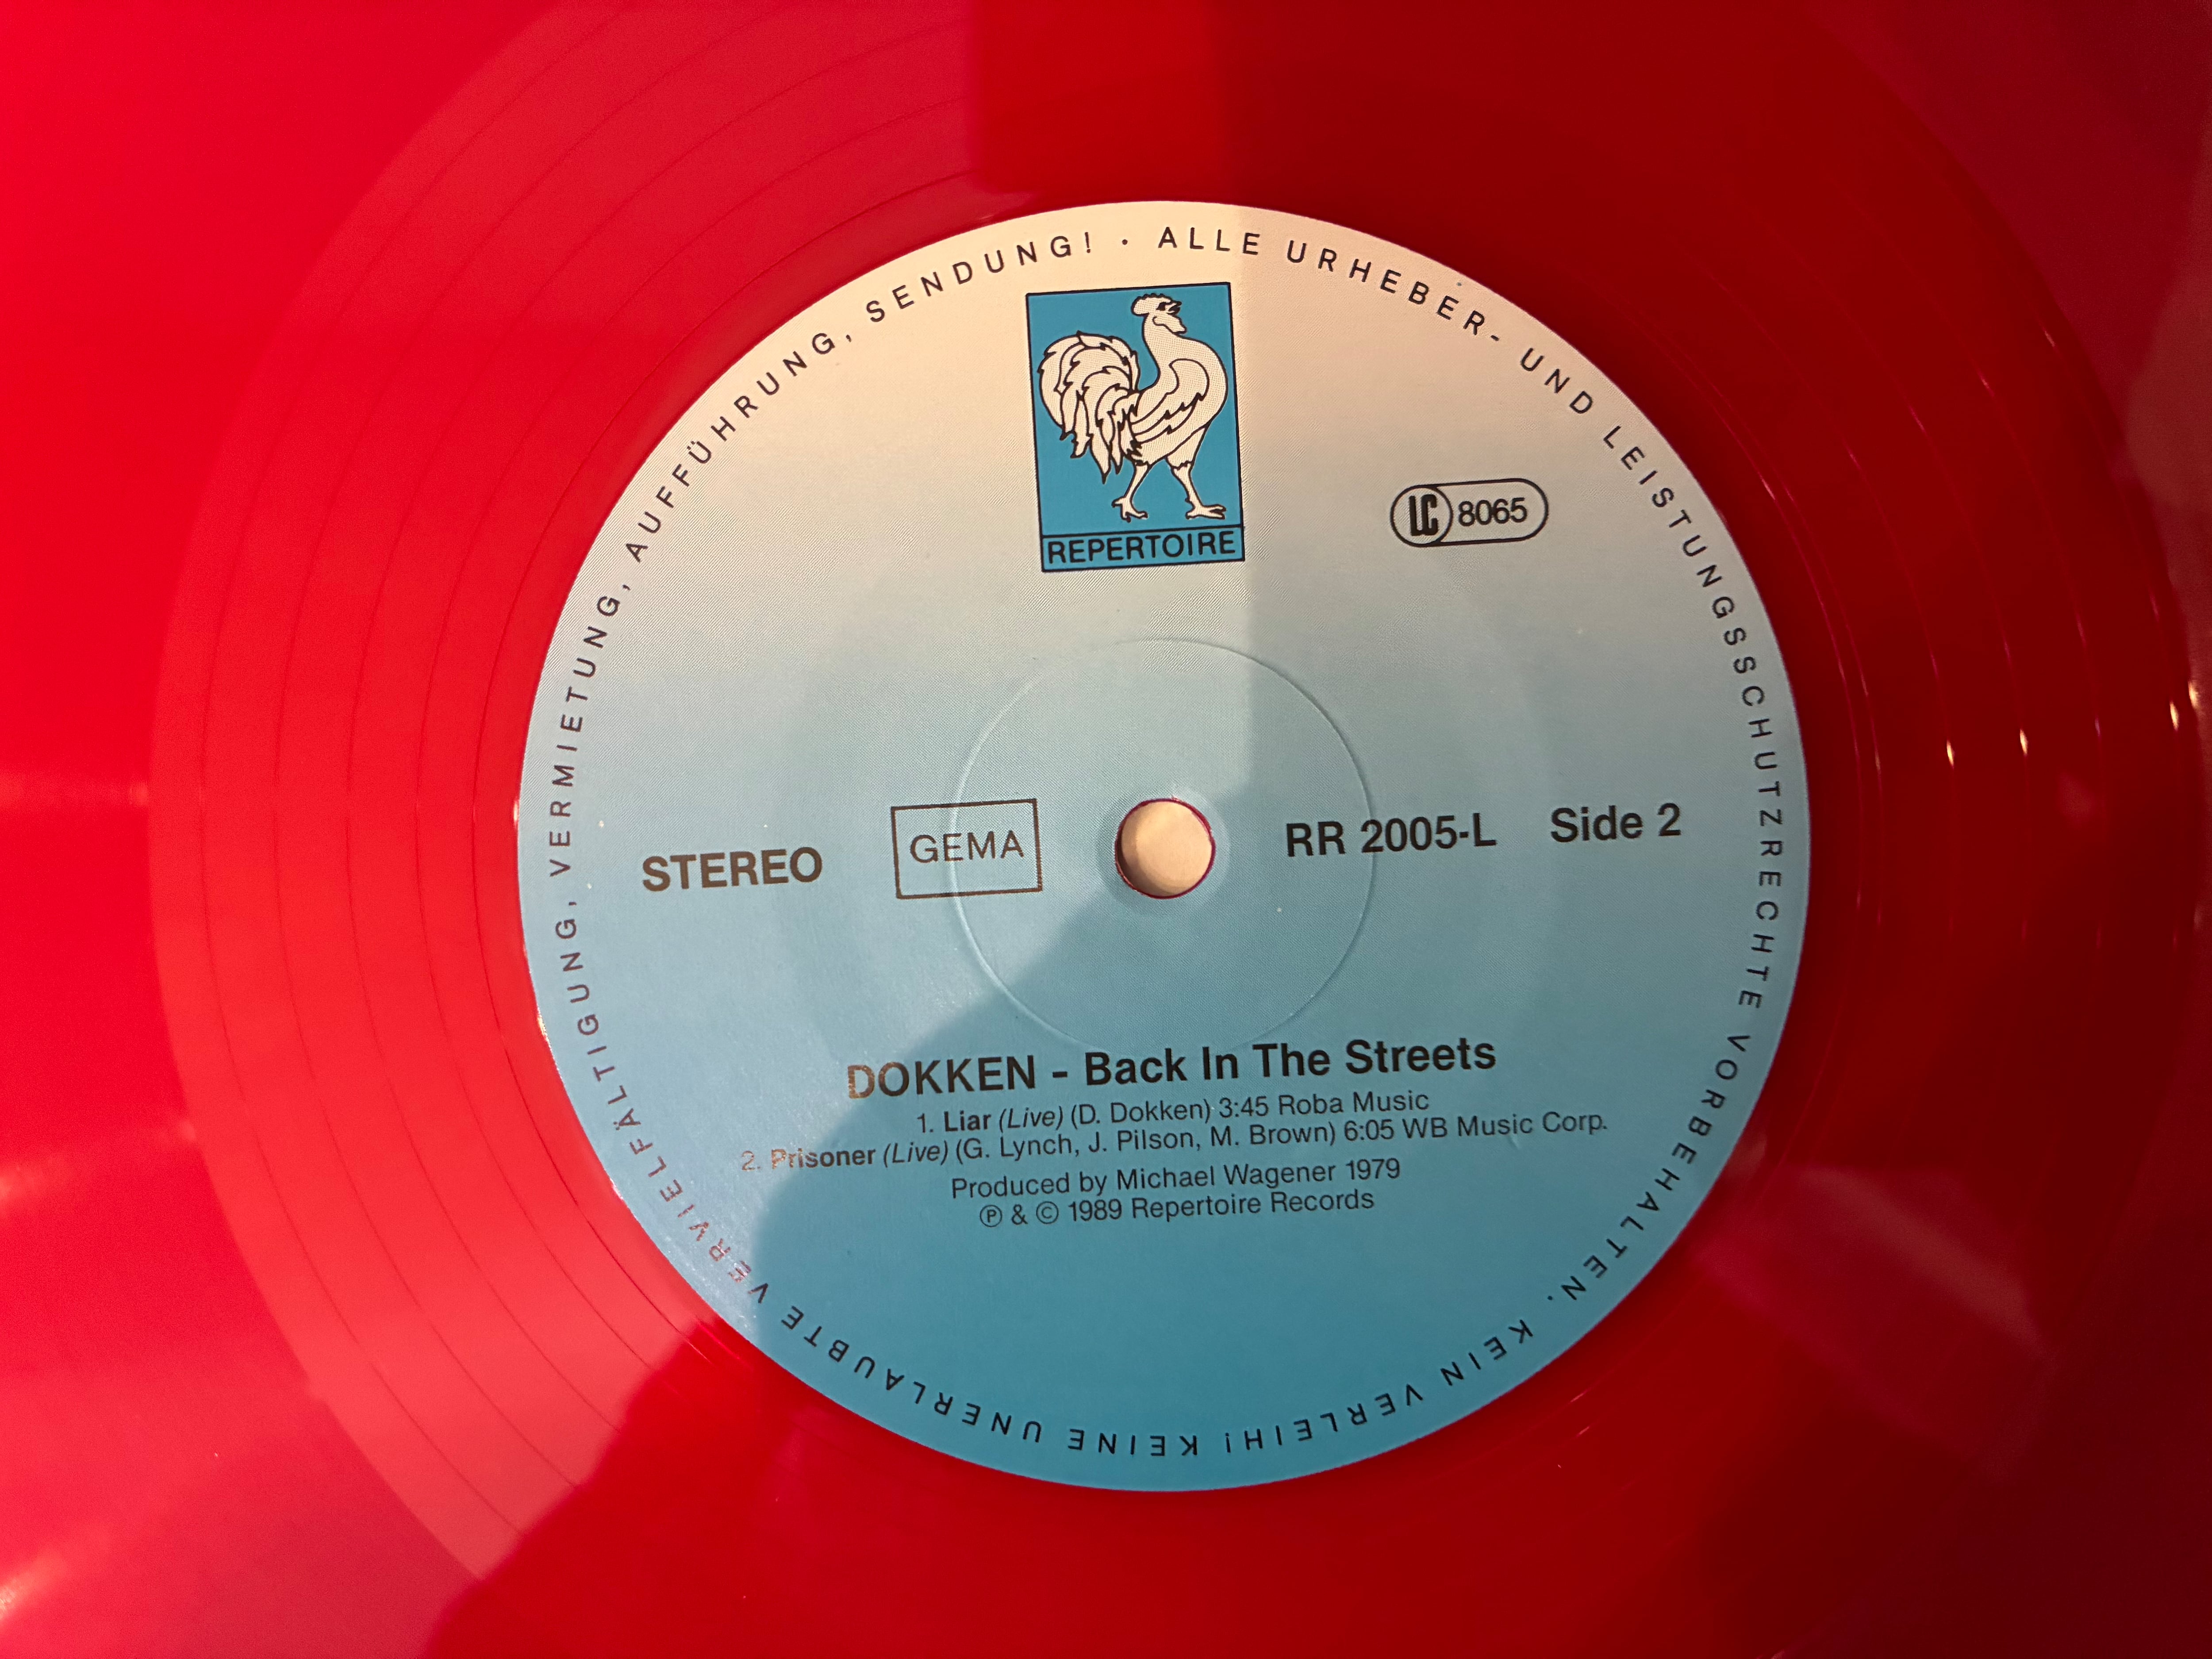 ALLE URHEBER- UND LEISTUNGSSCHUTZRECHTE VORBEHALTEN. KEIN VERLEIH! KEINE UNERLAUBTE VERVIELFÄLTIGUNG, VERMIETUNG, AUFFÜHRUNG, SENDUNG! ·
REPERTOIRE
LC 8065
STEREO GEMA RR 2005-L Side 2
DOKKEN - Back In The Streets
1. Liar (Live) (D. Dokken) 3:45 Roba Music
2. Prisoner (Live) (G. Lynch, J. Pilson, M. Brown) 6:05 WB Music Corp.
Produced by Michael Wagener 1979
℗ & © 1989 Repertoire Records